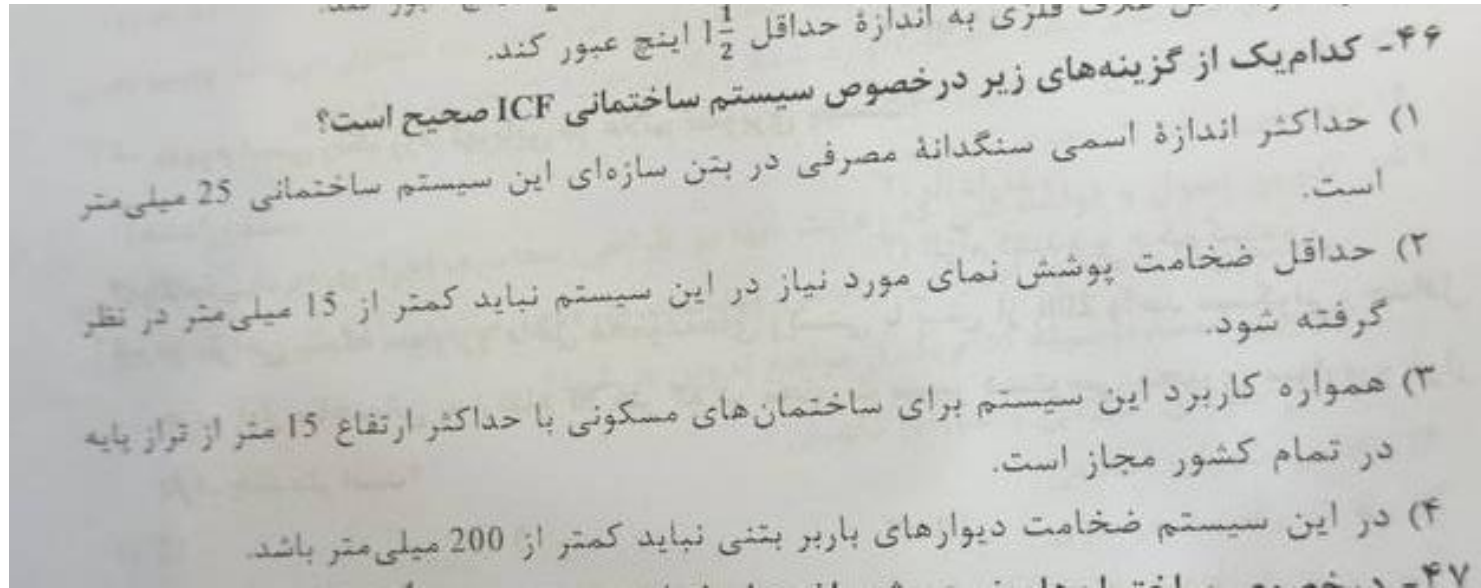 فلزی به اندازهٔ حداقل 1 1/2 اینچ عبور کند.
۴۶- کدام‌یک از گزینه‌های زیر درخصوص سیستم ساختمانی ICF صحیح است؟
۱) حداکثر اندازهٔ اسمی سنگدانهٔ مصرفی در بتن سازه‌ای این سیستم ساختمانی 25 میلی‌متر
است.
۲) حداقل ضخامت پوشش نمای مورد نیاز در این سیستم نباید کمتر از 15 میلی‌متر در نظر
گرفته شود.
۳) همواره کاربرد این سیستم برای ساختمان‌های مسکونی با حداکثر ارتفاع 15 متر از تراز پایه
در تمام کشور مجاز است.
۴) در این سیستم ضخامت دیوارهای باربر بتنی نباید کمتر از 200 میلی‌متر باشد.
۴۷- درخصوص